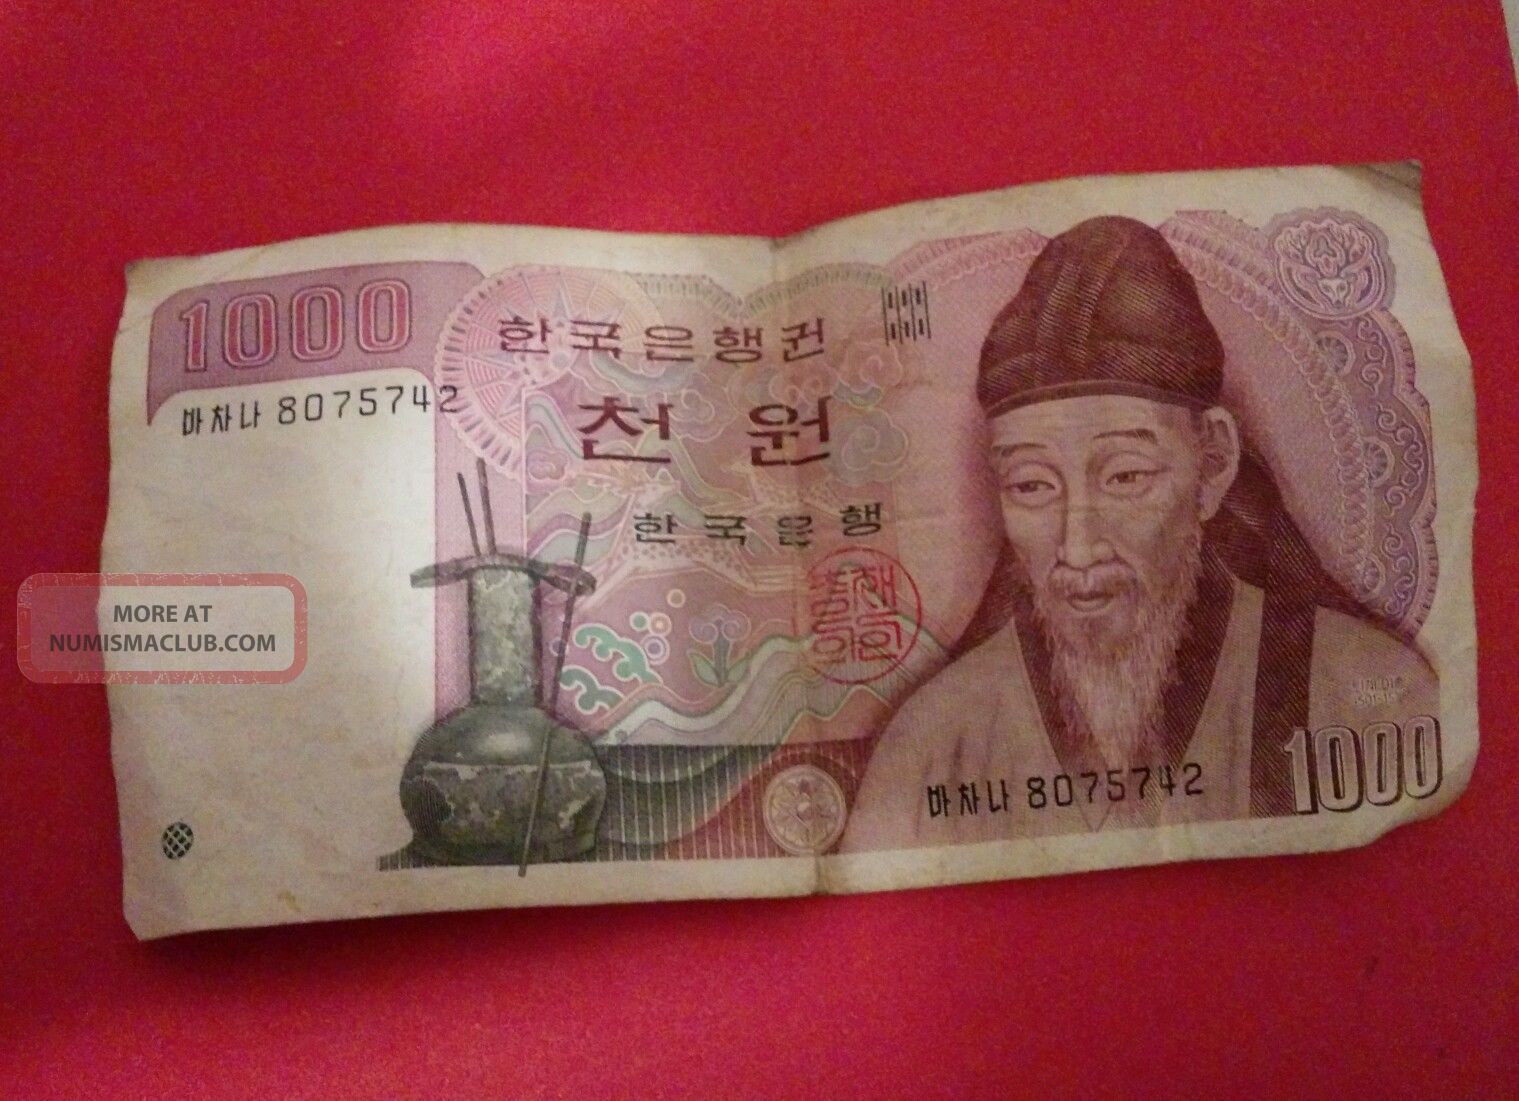 1000
한국은행권
바차나 8075742
천 원
한국은행
MORE AT
NUMISMACLUB.COM
바차나 8075742
1000